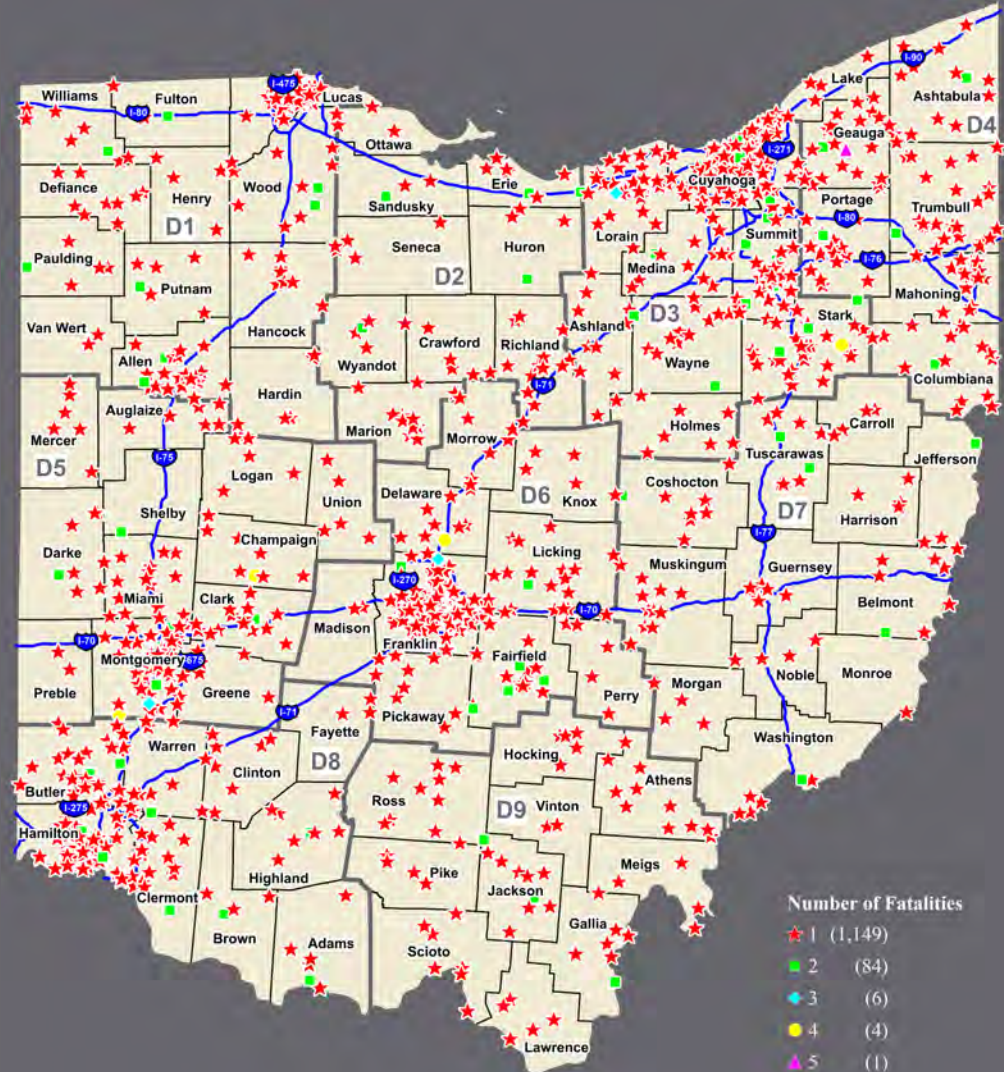 I-90
Lake
I-475
Williams
Fulton
Lucas
Ashtabula
I-80
D4
Geauga
Ottawa
I-271
Cuyahoga
Defiance
Henry
Wood
Erie
Portage
Sandusky
Trumbull
D1
I-80
Lorain
Summit
Seneca
Huron
Paulding
I-76
D2
Medina
Putnam
Mahoning
D3
Stark
Van Wert
Hancock
Ashland
Crawford
Richland
Allen
Wyandot
Wayne
Columbiana
I-71
Hardin
Auglaize
Carroll
Holmes
Marion
Mercer
Morrow
Tuscarawas
I-75
Jefferson
D5
Logan
Coshocton
Delaware
D6
Union
Knox
D7
Shelby
Harrison
I-77
Champaign
Darke
Licking
Muskingum
Guernsey
I-270
Miami
Clark
Belmont
I-70
Madison
I-70
Franklin
Fairfield
Montgomery
675
Monroe
Noble
Morgan
Preble
Greene
Perry
I-71
Pickaway
Fayette
Washington
Warren
Hocking
D8
Clinton
Athens
Butler
Ross
I-275
Vinton
D9
Hamilton
Meigs
Pike
Highland
Jackson
Clermont
Number of Fatalities
Gallia
1 (1,149)
Brown
Adams
Scioto
2 (84)
3 (6)
4 (4)
Lawrence
5 (1)